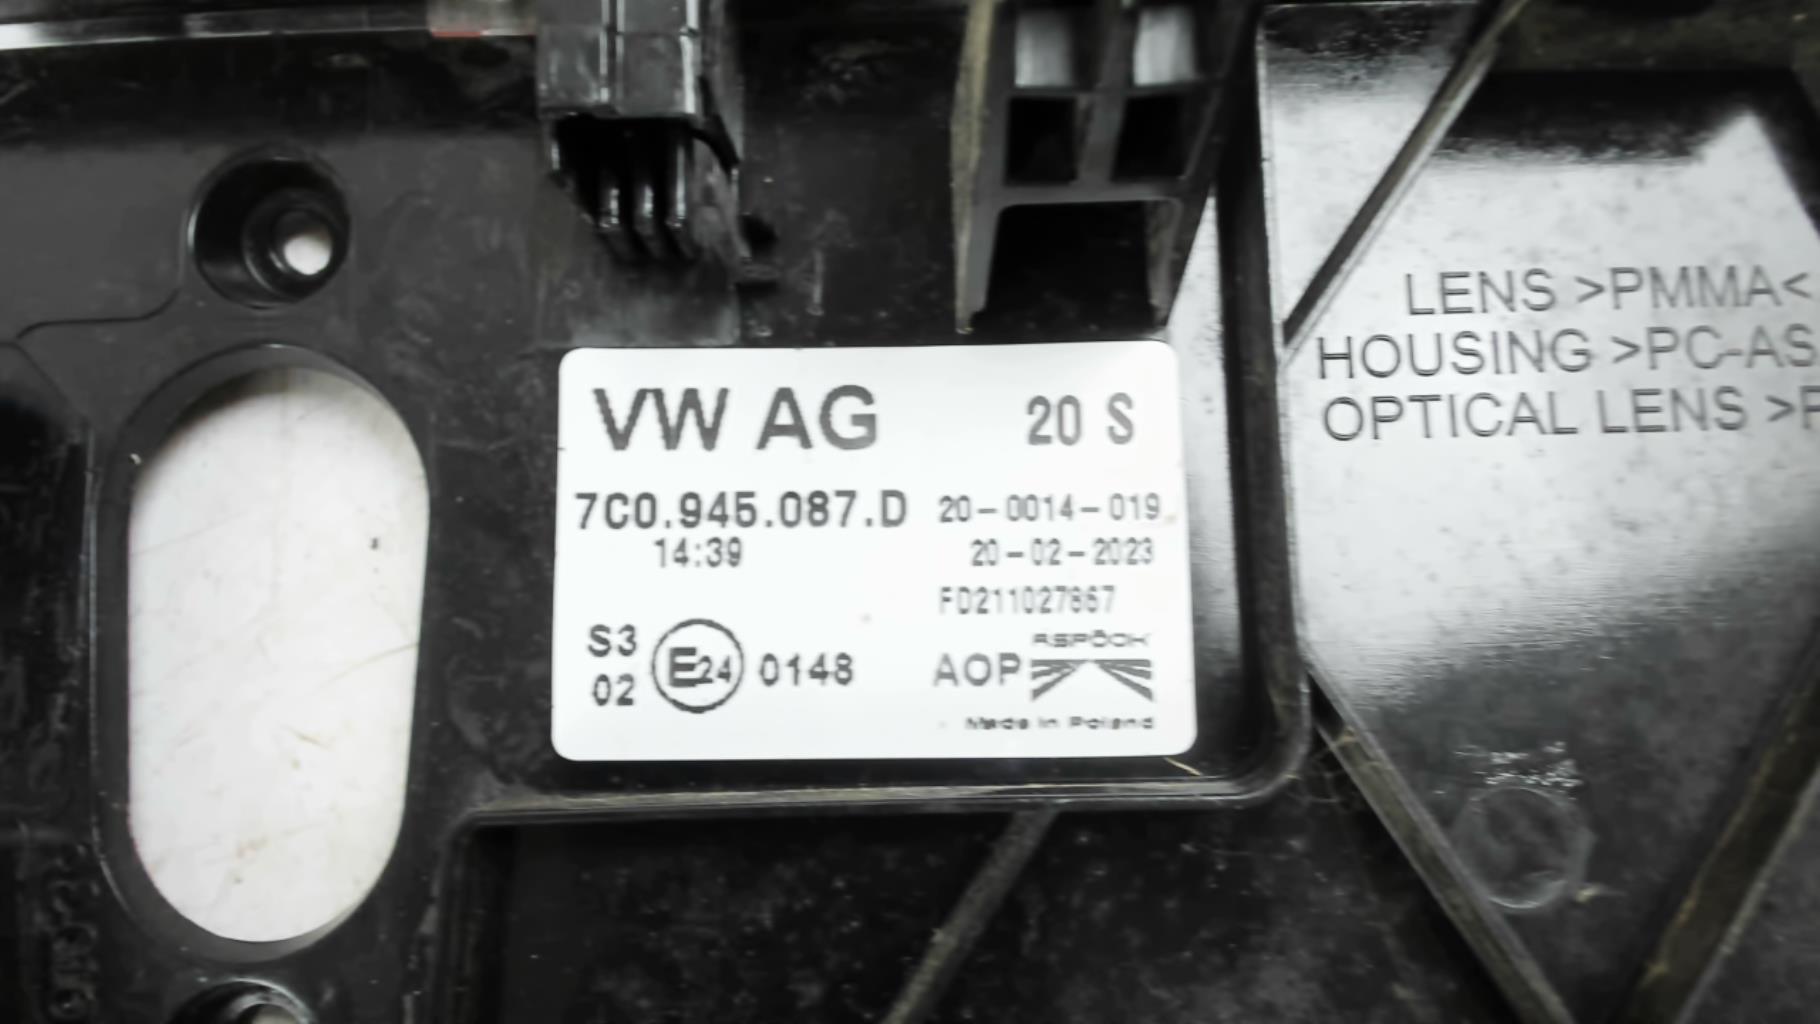 VW AG 20 S
7C0.945.087.D 20-0014-019
14:39 20-02-2023
FD211027867
S3
02
E24 0148
ASPÖCK
AOP
Made in Poland
LENS >PMMA<
HOUSING >PC-AS
OPTICAL LENS >P